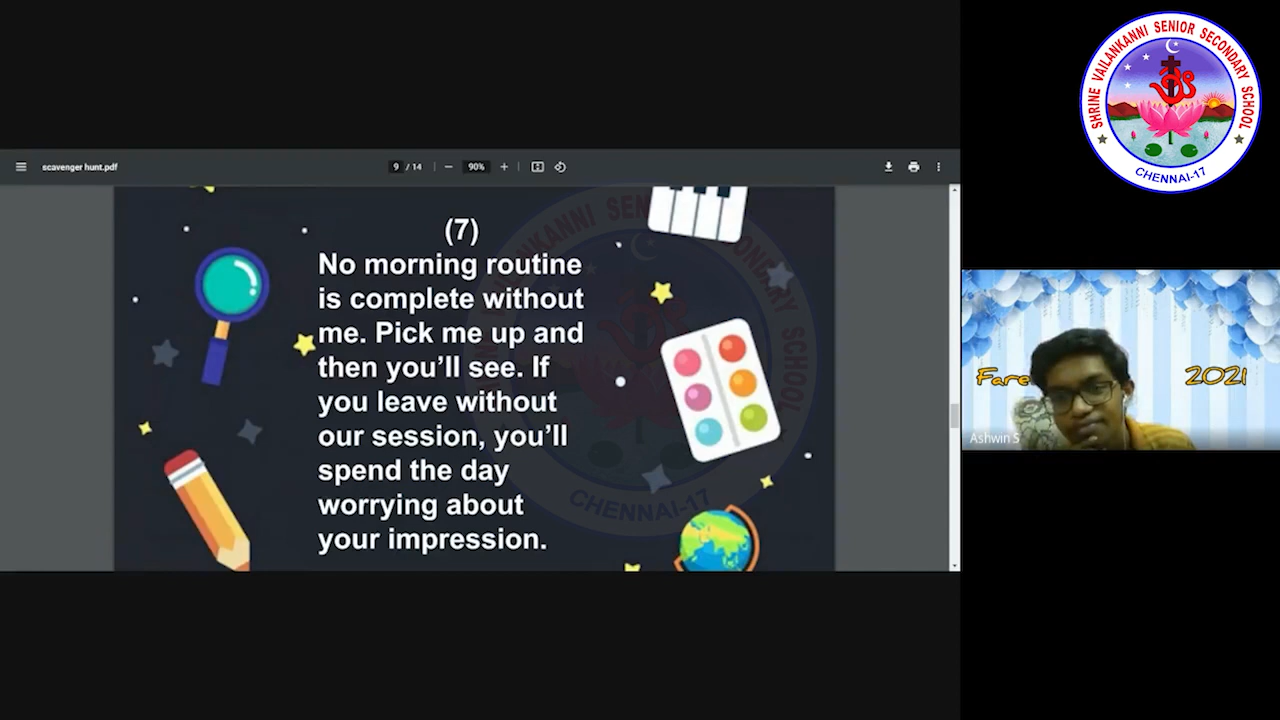 scavenger hunt.pdf
9 / 14
90%
(7)
No morning routine
is complete without
me. Pick me up and
then you’ll see. If
you leave without
our session, you’ll
spend the day
worrying about
your impression.
SHRINE VAILANKANNI SENIOR SECONDARY SCHOOL
CHENNAI-17
CHENNAI-17
Fare
2021
Ashwin S